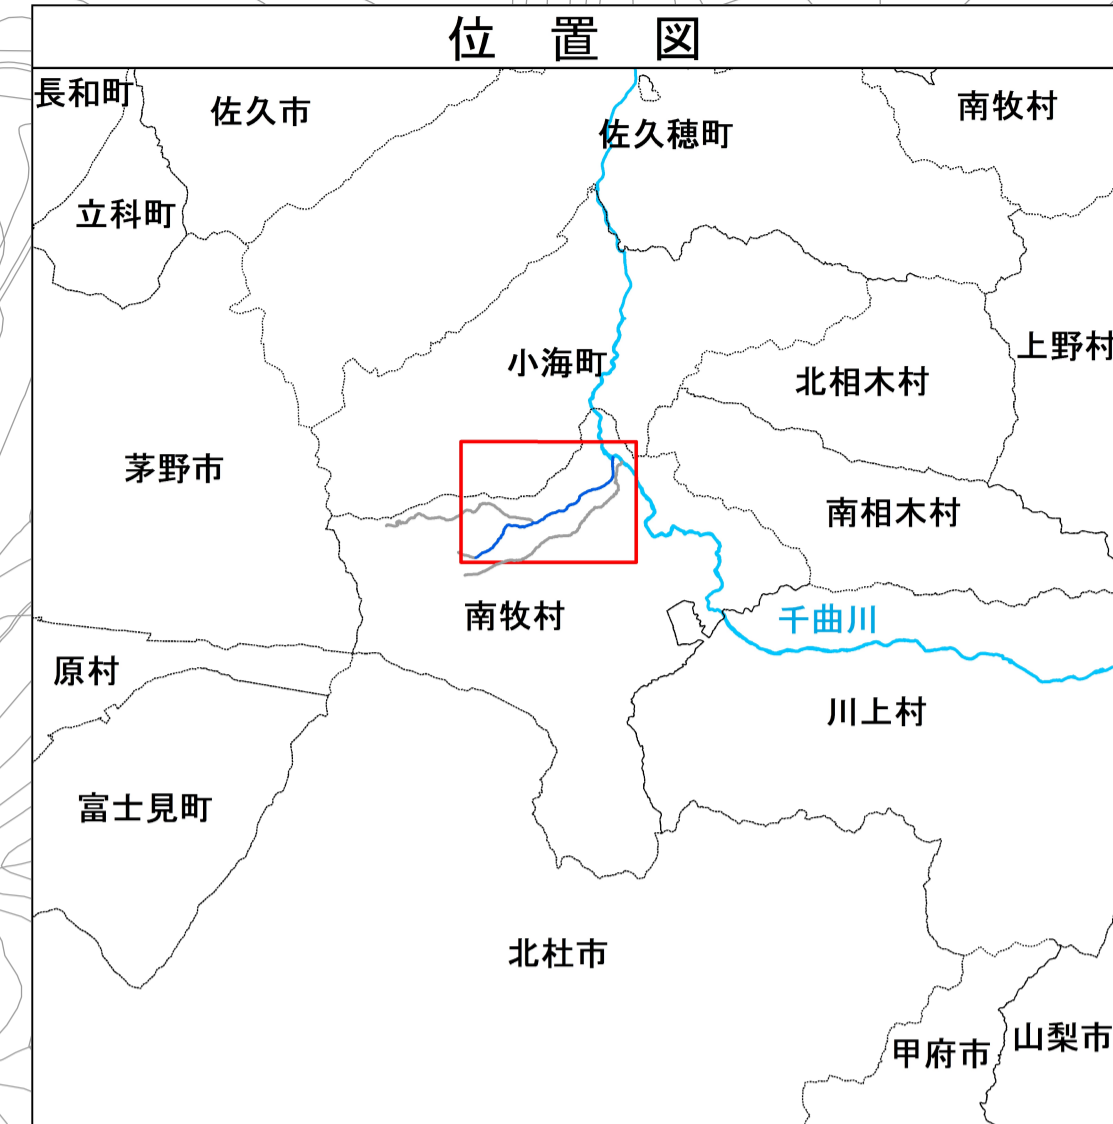 位置図
長和町
佐久市
佐久穂町
南牧村
立科町
小海町
北相木村
上野村
茅野市
南相木村
南牧村
千曲川
原村
川上村
富士見町
北杜市
甲府市
山梨市